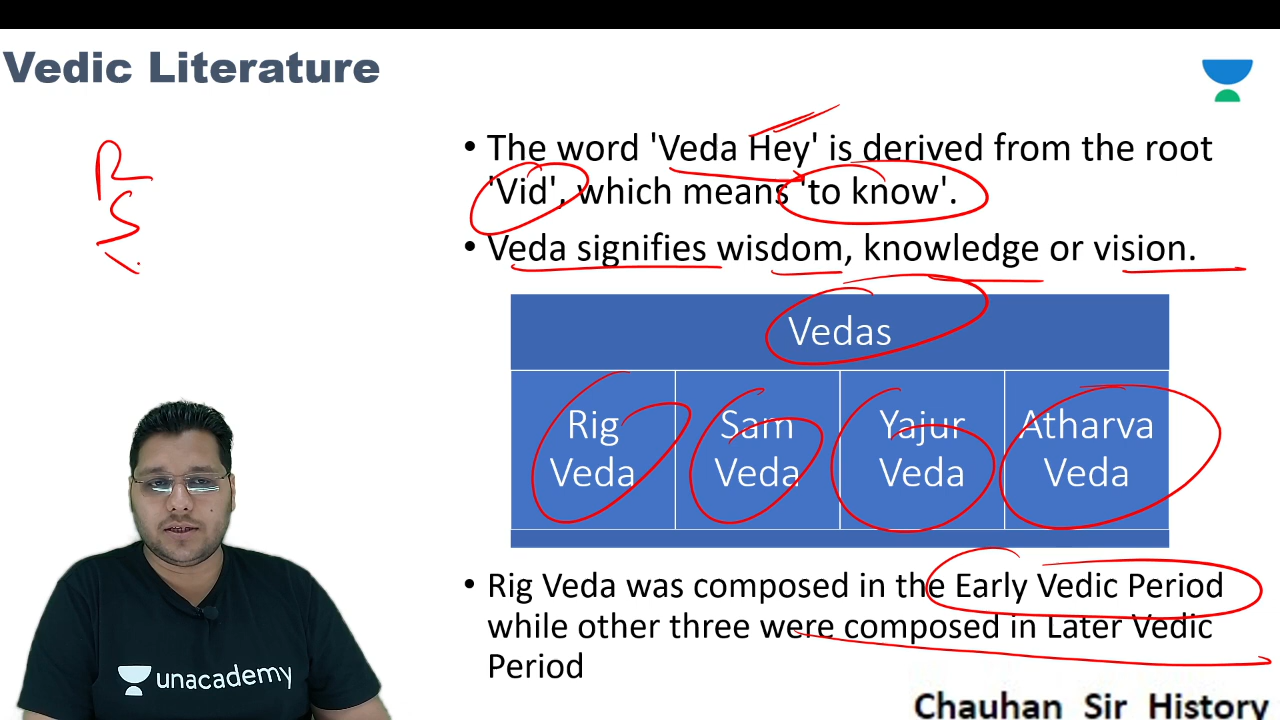 Vedic Literature
R
S
• The word 'Veda Hey' is derived from the root
'Vid', which means 'to know'.
• Veda signifies wisdom, knowledge or vision.
Vedas
Rig
Veda
Sam
Veda
Yajur
Veda
Atharva
Veda
• Rig Veda was composed in the Early Vedic Period
while other three were composed in Later Vedic
Period
unacademy
Chauhan Sir History